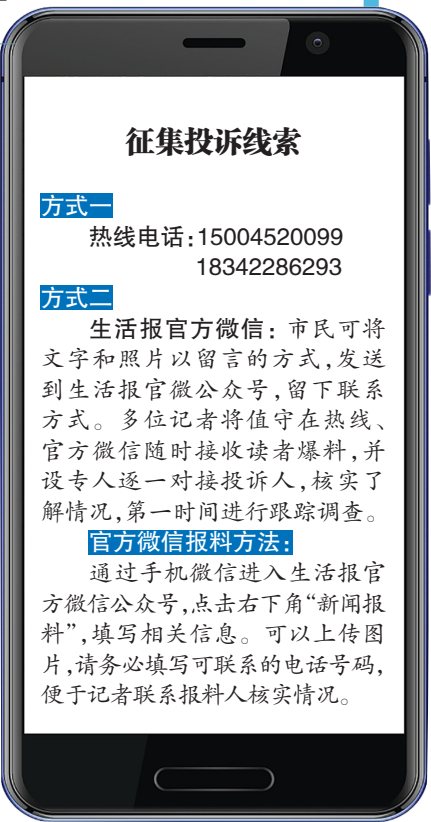 征集投诉线索
方式一
热线电话:15004520099
18342286293
方式二
生活报官方微信：市民可将
文字和照片以留言的方式,发送
到生活报官微公众号,留下联系
方式。多位记者将值守在热线、
官方微信随时接收读者爆料,并
设专人逐一对接投诉人,核实了
解情况,第一时间进行跟踪调查。
官方微信报料方法：
通过手机微信进入生活报官
方微信公众号,点击右下角“新闻报
料”,填写相关信息。可以上传图
片,请务必填写可联系的电话号码,
便于记者联系报料人核实情况。